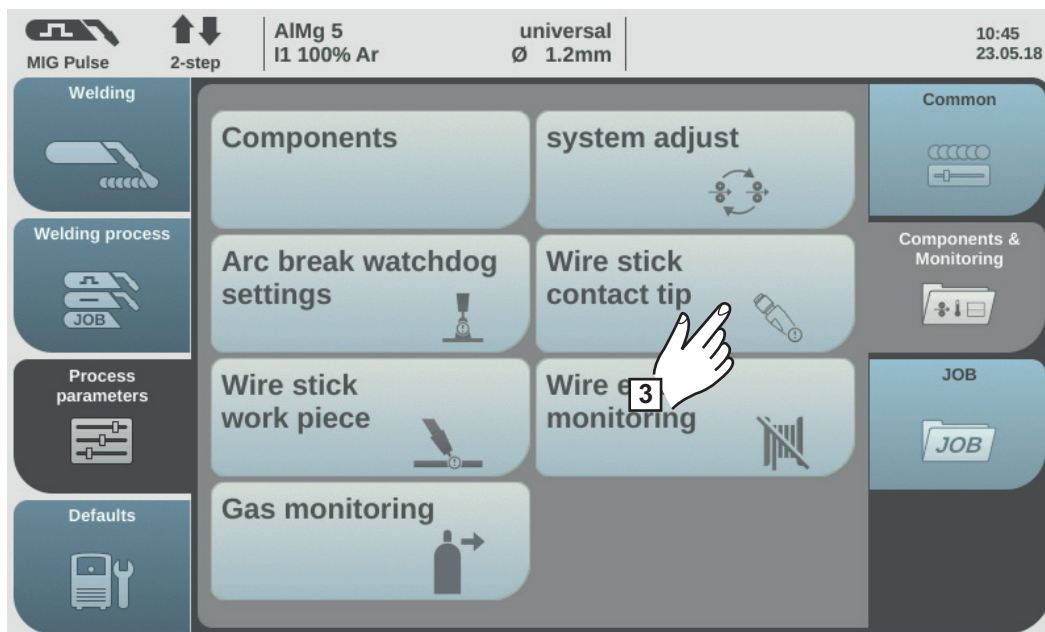 MIG Pulse
2-step
AlMg 5
I1 100% Ar
universal
Ø 1.2mm
10:45
23.05.18
Welding
Welding process
JOB
Process
parameters
Defaults
Components
system adjust
Arc break watchdog
settings
Wire stick
contact tip
Wire stick
work piece
Wire
monitoring
3
Gas monitoring
Common
Components &
Monitoring
JOB
JOB